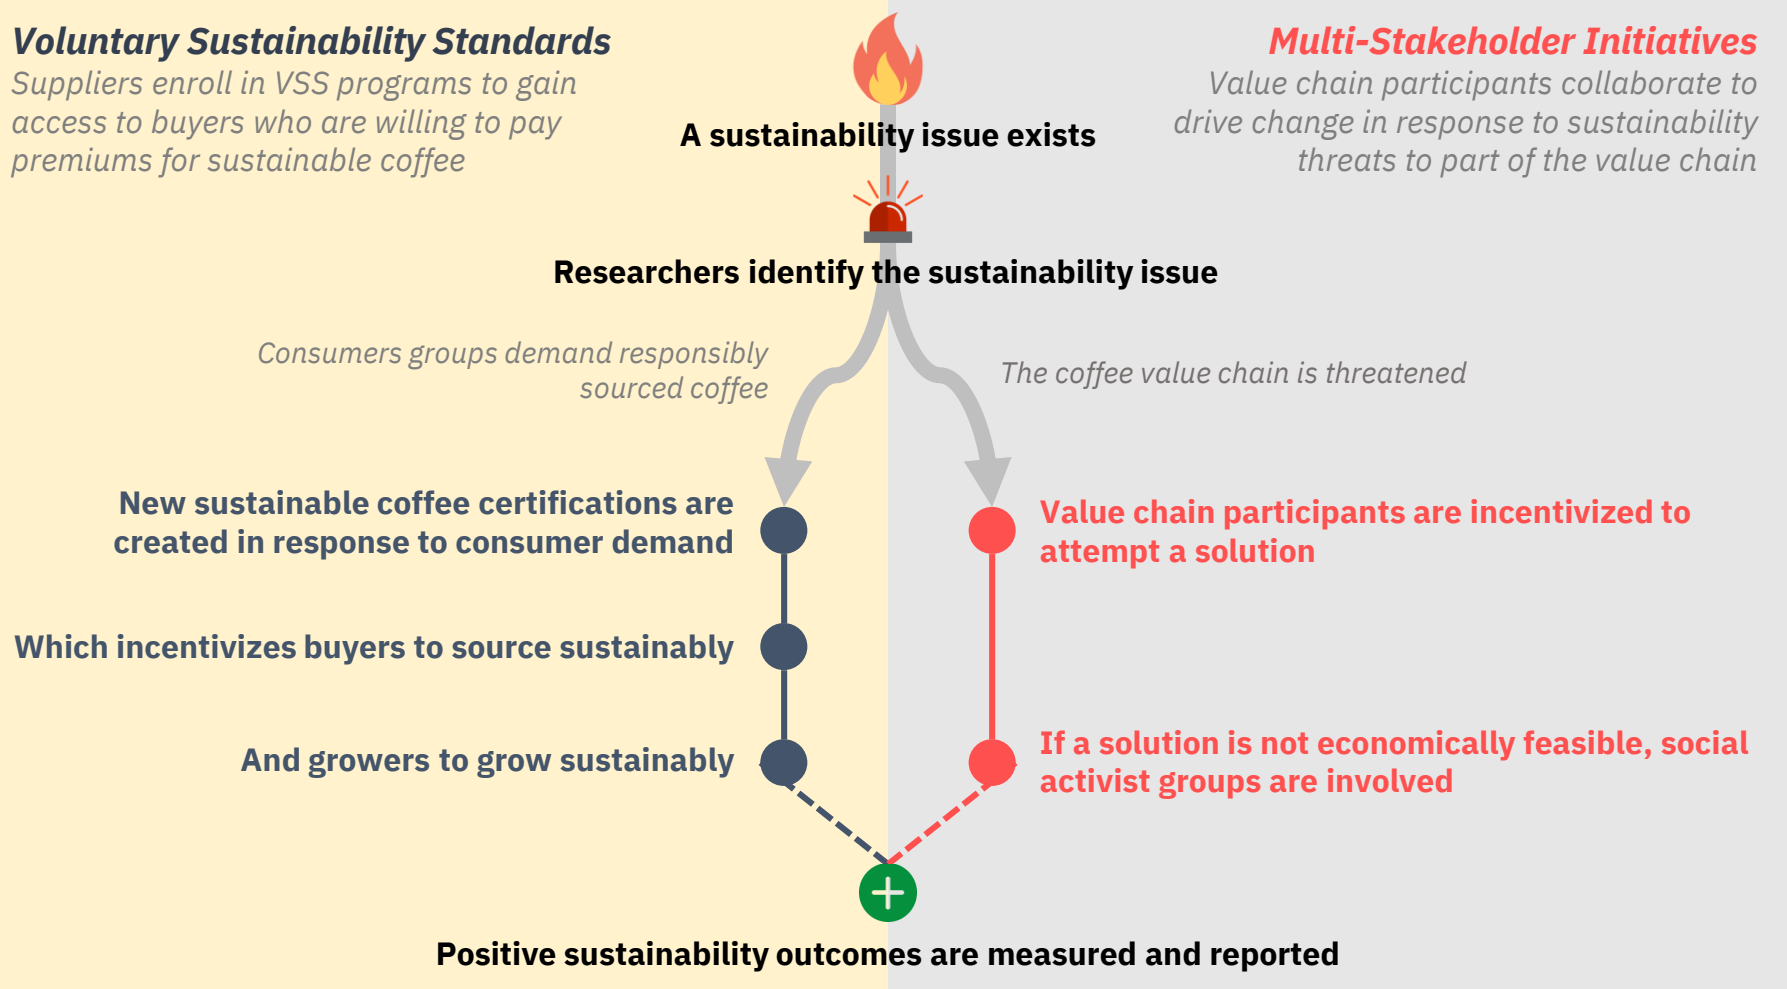 Voluntary Sustainability Standards
Suppliers enroll in VSS programs to gain
access to buyers who are willing to pay
premiums for sustainable coffee
Multi-Stakeholder Initiatives
Value chain participants collaborate to
drive change in response to sustainability
threats to part of the value chain
A sustainability issue exists
Researchers identify the sustainability issue
Consumers groups demand responsibly
sourced coffee
The coffee value chain is threatened
New sustainable coffee certifications are
created in response to consumer demand
Which incentivizes buyers to source sustainably
And growers to grow sustainably
Value chain participants are incentivized to
attempt a solution
If a solution is not economically feasible, social
activist groups are involved
Positive sustainability outcomes are measured and reported